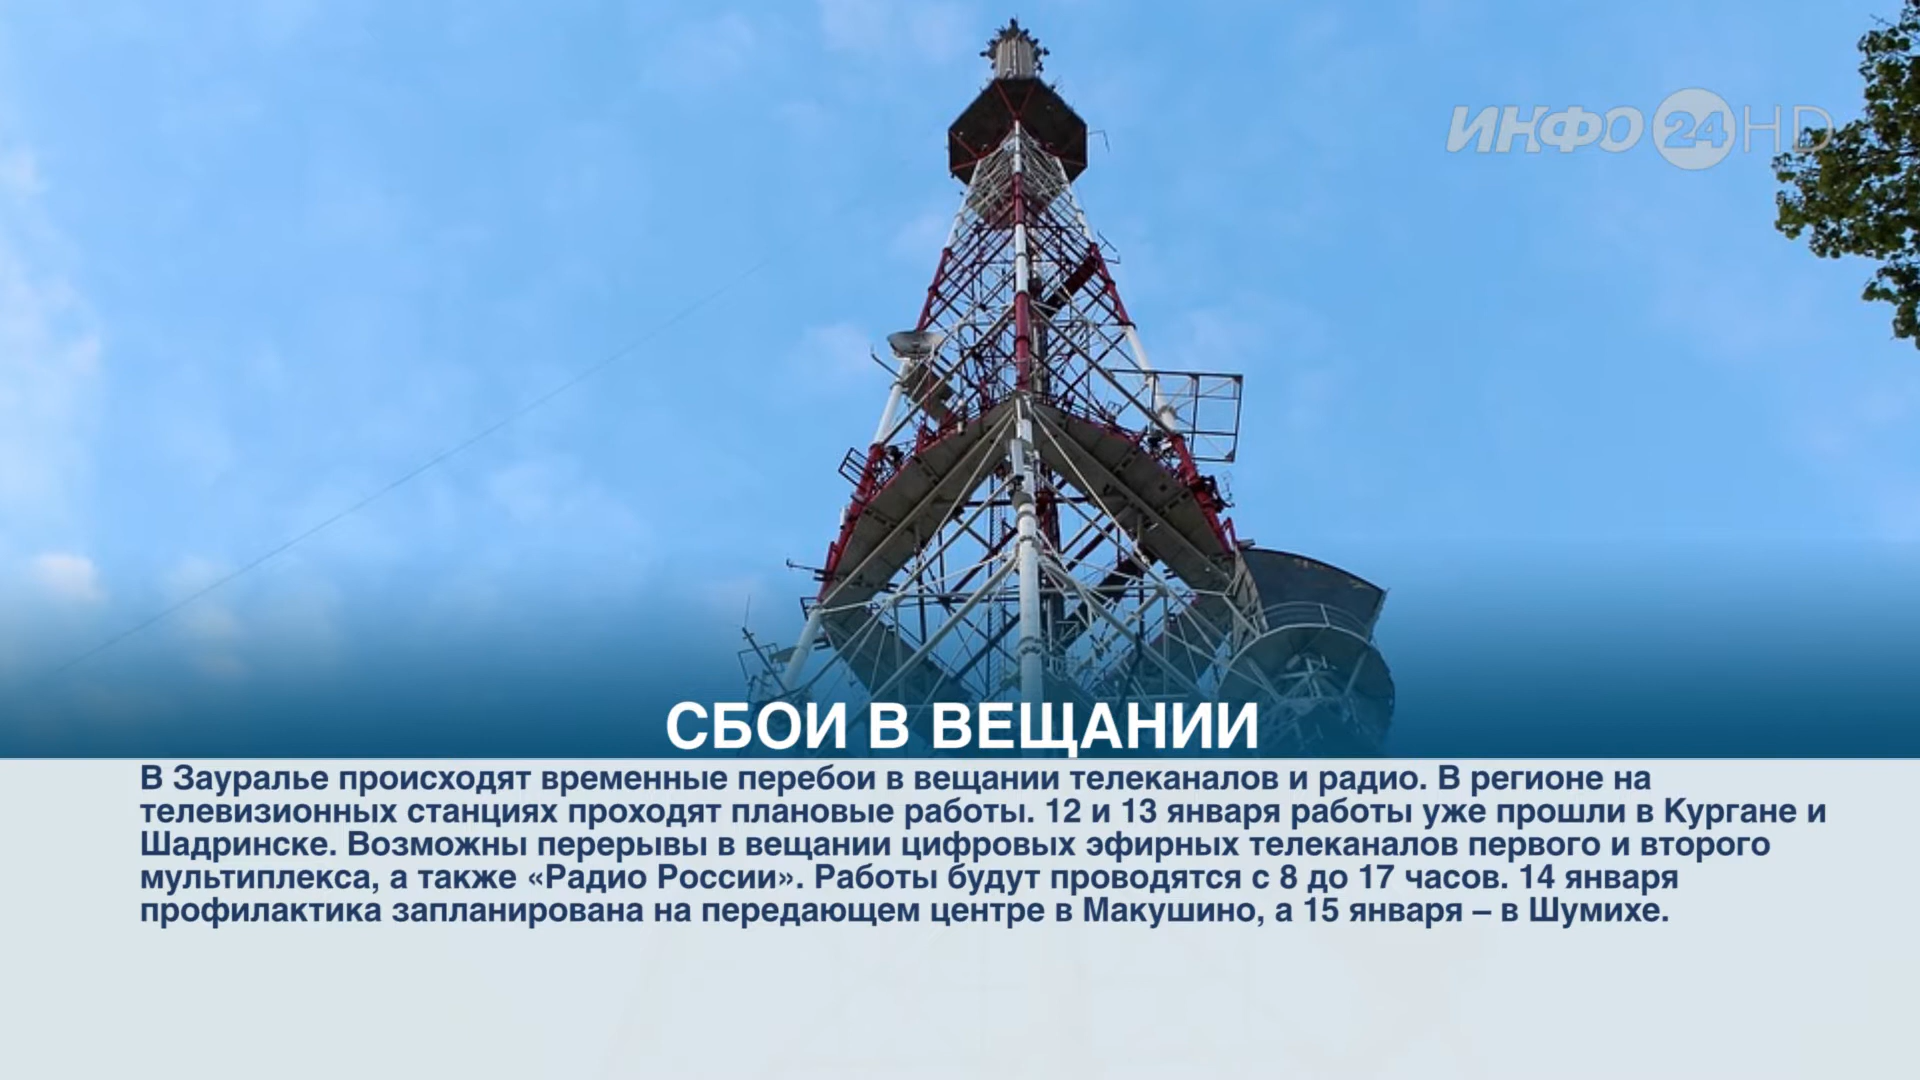 ИНФО 24 HD
СБОИ В ВЕЩАНИИ
В Зауралье происходят временные перебои в вещании телеканалов и радио. В регионе на
телевизионных станциях проходят плановые работы. 12 и 13 января работы уже прошли в Кургане и
Шадринске. Возможны перерывы в вещании цифровых эфирных телеканалов первого и второго
мультиплекса, а также «Радио России». Работы будут проводятся с 8 до 17 часов. 14 января
профилактика запланирована на передающем центре в Макушино, а 15 января – в Шумихе.